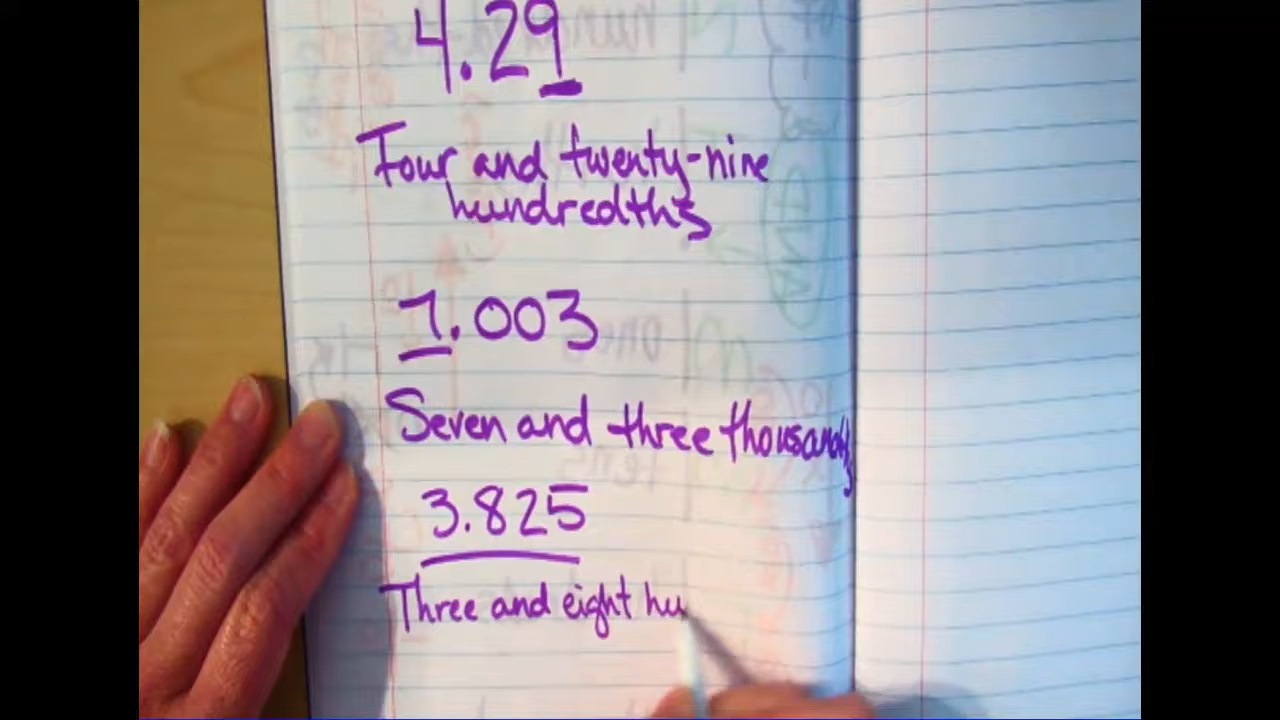 4.29
Four and twenty-nine
hundredths
7.003
Seven and three thousandths
3.825
Three and eight hu